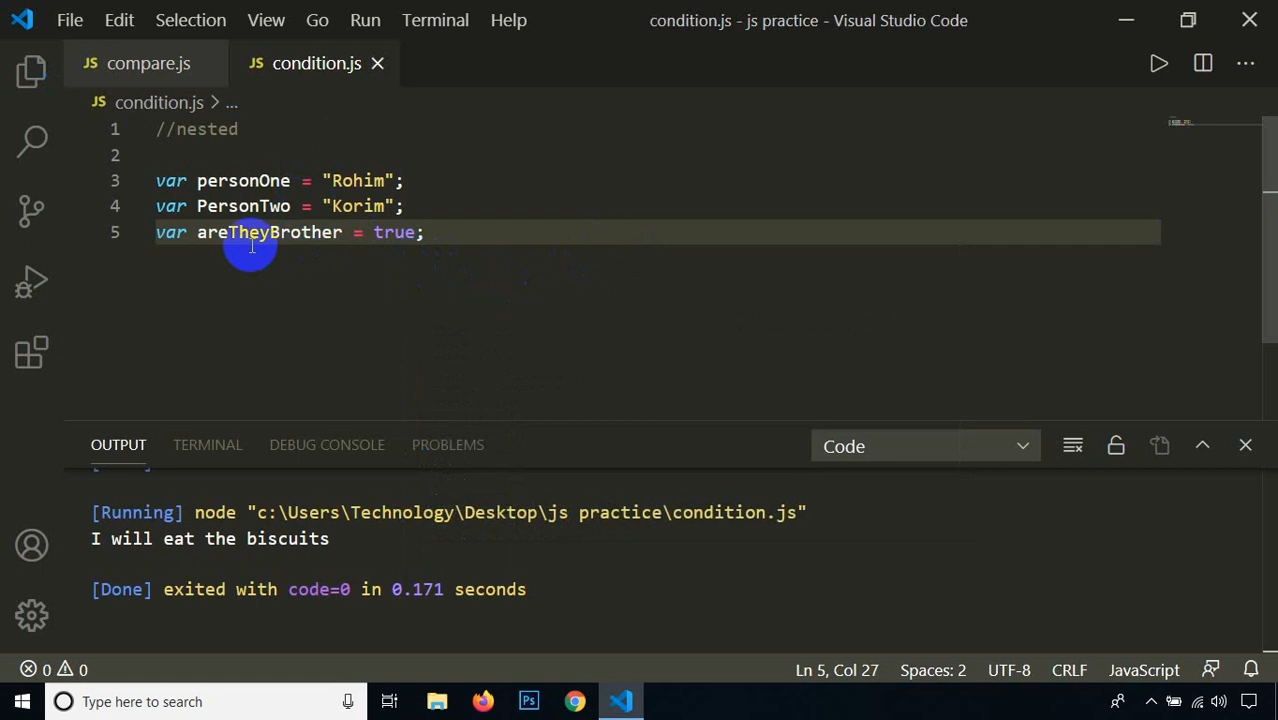 File Edit Selection View Go Run Terminal Help condition.js - js practice - Visual Studio Code
JS compare.js JS condition.js
JS condition.js > ...
1 //nested
2
3 var personOne = "Rohim";
4 var PersonTwo = "Korim";
5 var areTheyBrother = true;
OUTPUT TERMINAL DEBUG CONSOLE PROBLEMS Code
[Running] node "c:\Users\Technology\Desktop\js practice\condition.js"
I will eat the biscuits
[Done] exited with code=0 in 0.171 seconds
0 0 Ln 5, Col 27 Spaces: 2 UTF-8 CRLF JavaScript
Type here to search Ps